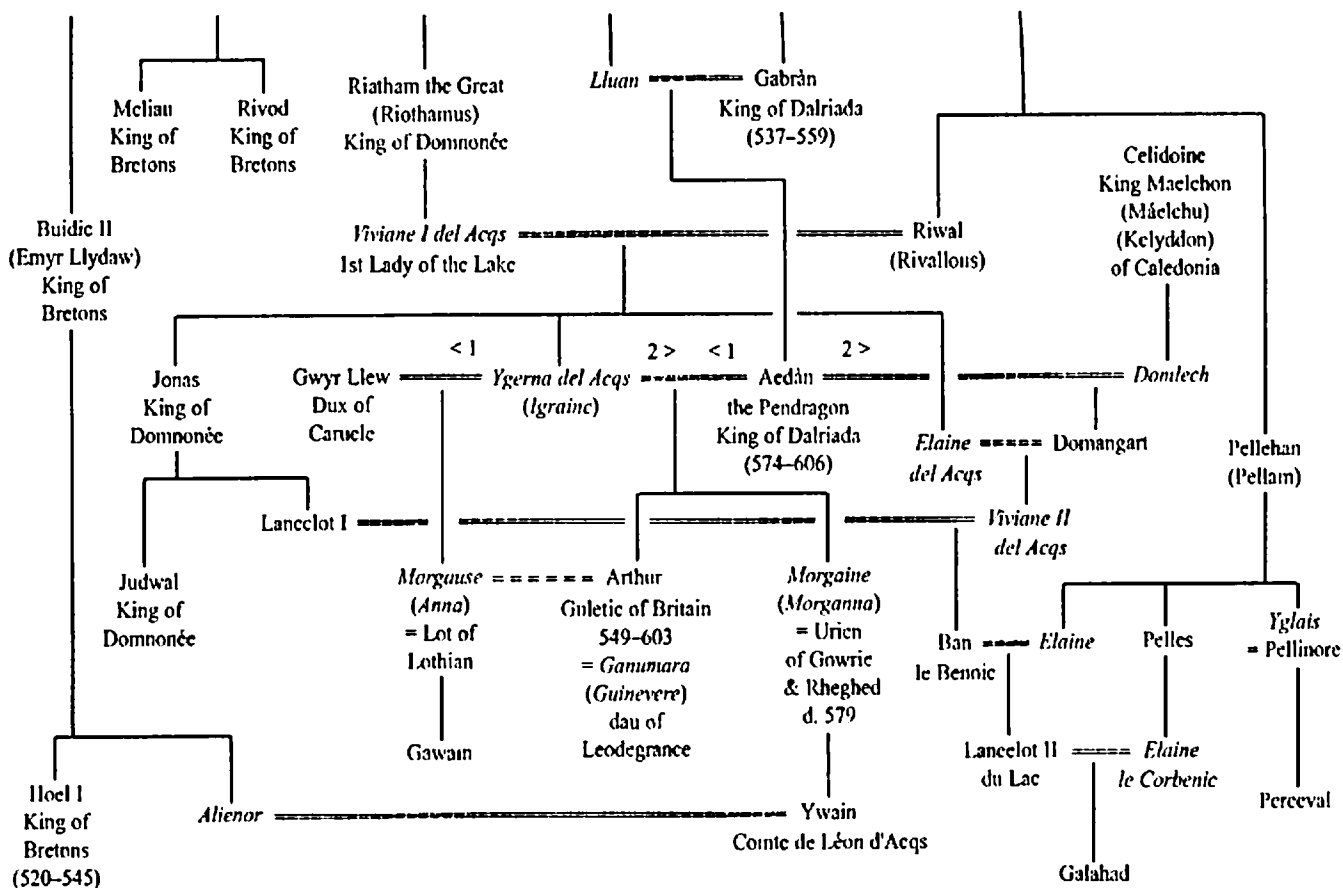 Meliau
King of
Bretons
Rivod
King of
Bretons
Riatham the Great
(Riothamus)
King of Domnonée
Lluan
Gabràn
King of Dalriada
(537–559)
Celidoine
King Maelchon
(Máelchu)
(Kelyddon)
of Caledonia
Buidic II
(Emyr Llydaw)
King of
Bretons
Viviane I del Acqs
1st Lady of the Lake
Riwal
(Rivallons)
< 1
2 >
< 1
2 >
Jonas
King of
Domnonée
Gwyr Llew
Dux of
Caruele
Ygerna del Acqs
(Igraine)
Aedàn
the Pendragon
King of Dalriada
(574–606)
Domlech
Elaine
del Acqs
Domangart
Pellehan
(Pellam)
Lancelot I
Viviane II
del Acqs
Judwal
King of
Domnonée
Morgause
(Anna)
= Lot of
Lothian
Arthur
Guletic of Britain
549–603
= Ganumara
(Guinevere)
dau of
Leodegrance
Morgaine
(Morganna)
= Urien
of Gowrie
& Rheghed
d. 579
Ban
le Benoic
Elaine
Pelles
Yglais
= Pellinore
Gawain
Lancelot II
du Lac
Elaine
le Corbenic
Perceval
Hoel I
King of
Bretons
(520–545)
Alienor
Ywain
Comte de Léon d'Acqs
Galahad